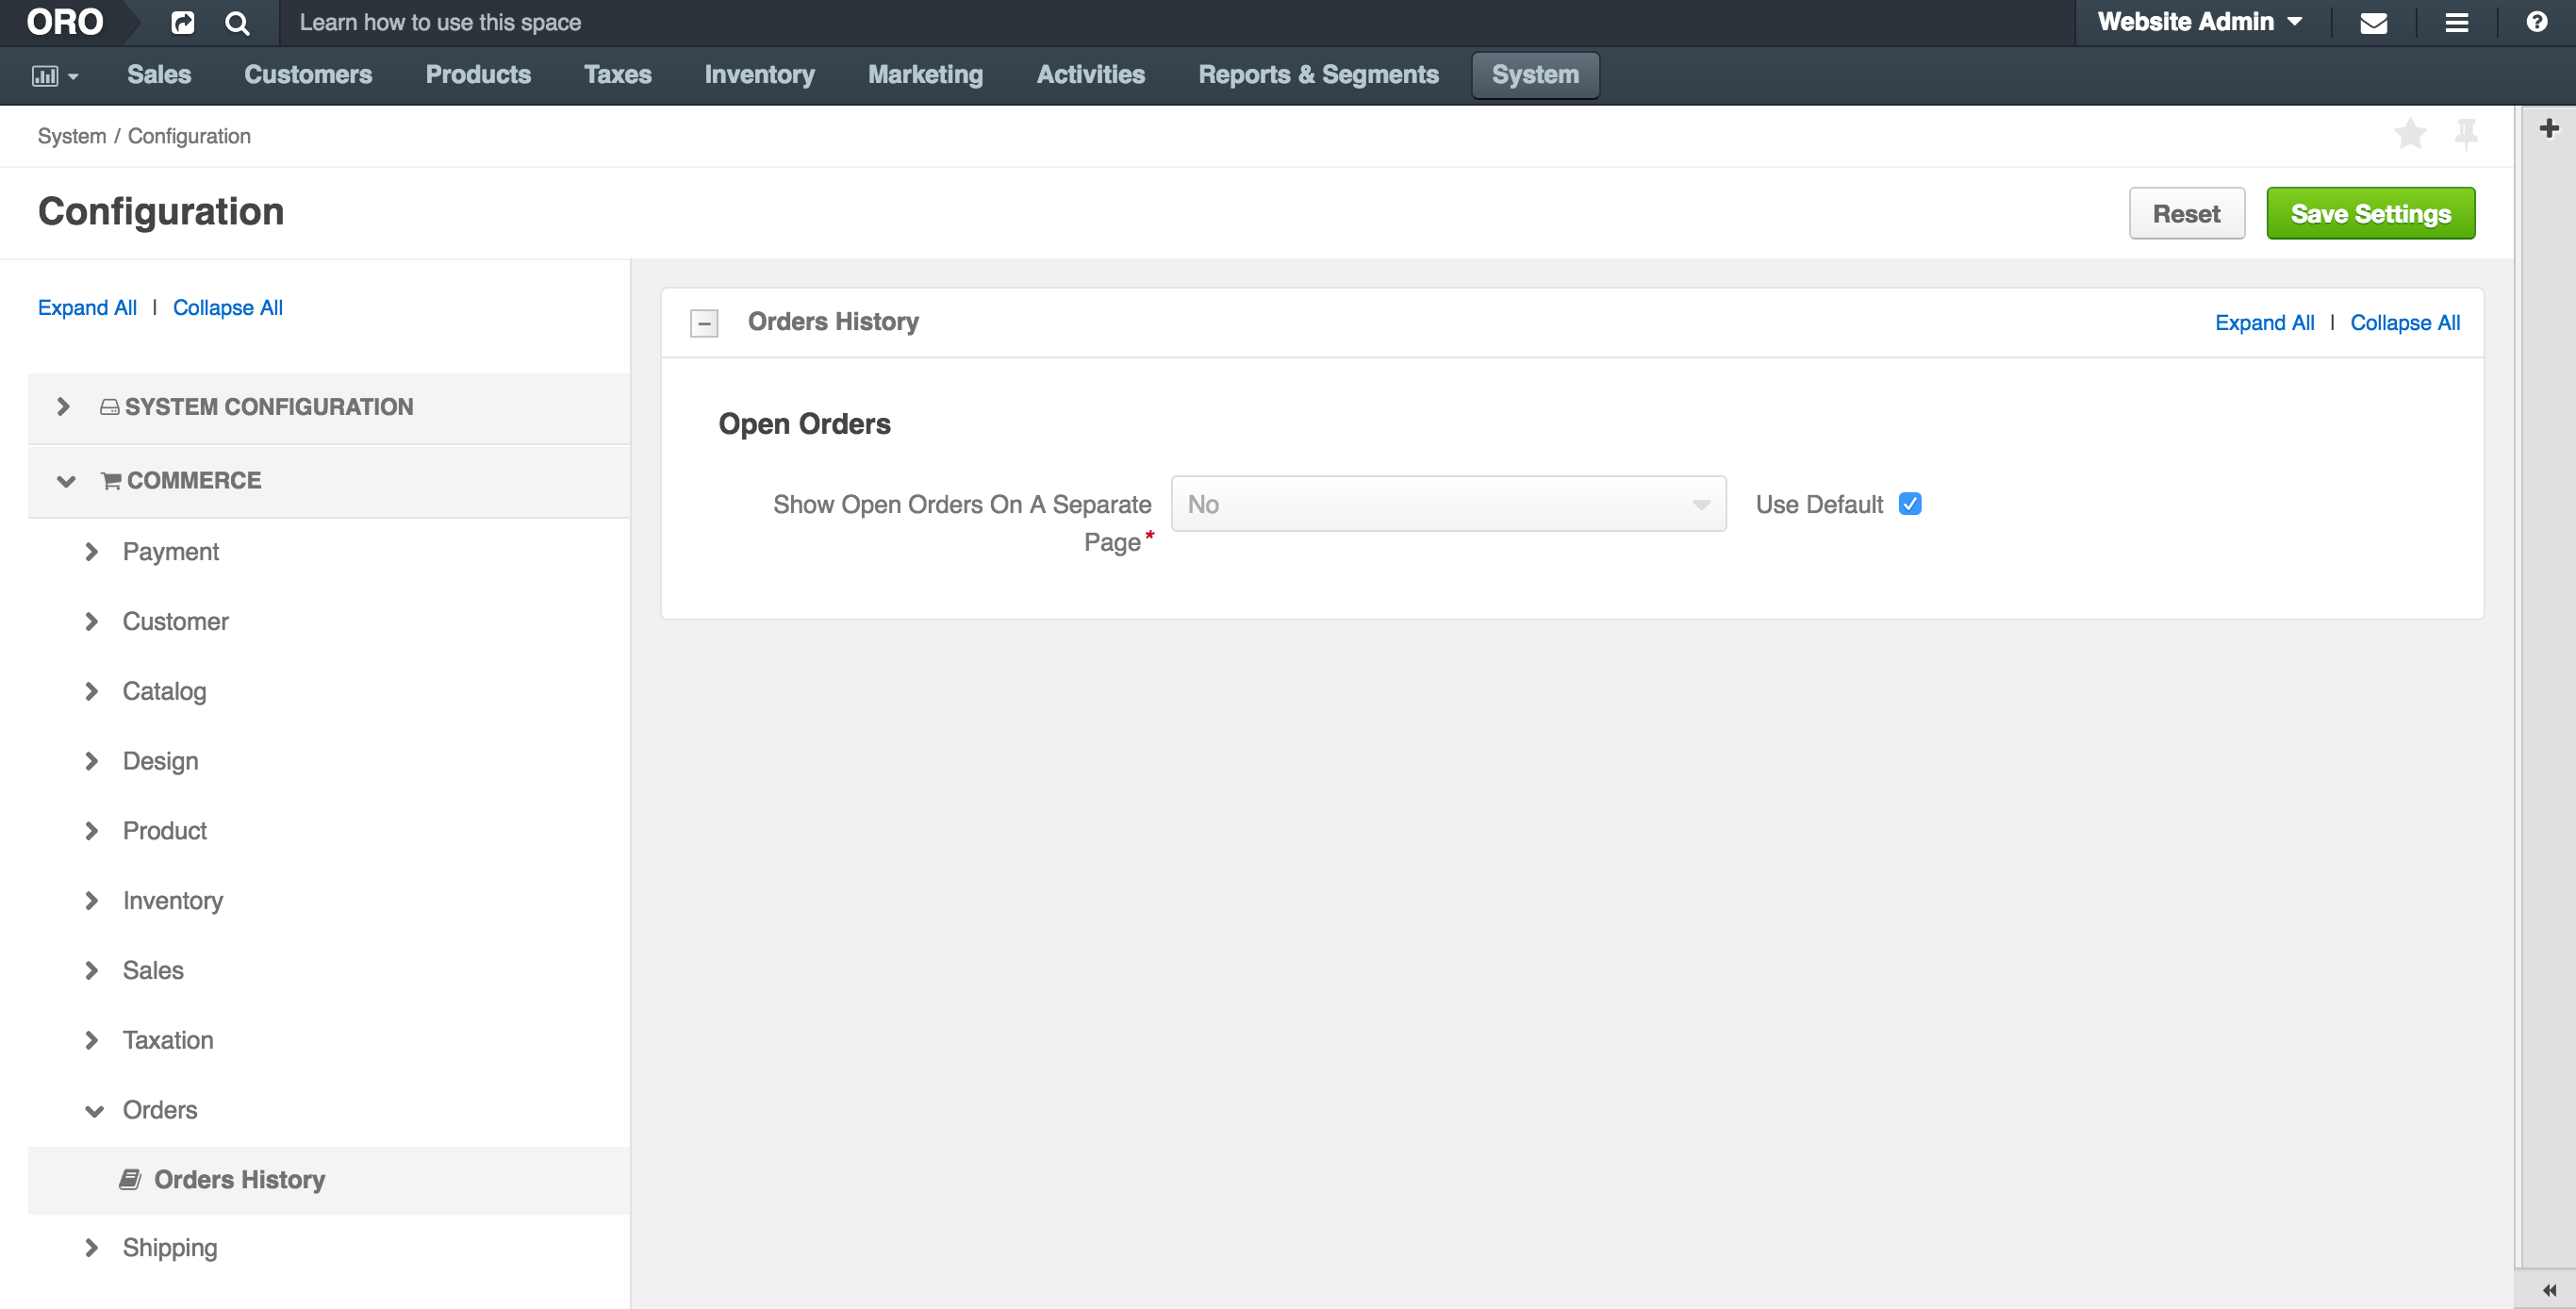 ORO
Learn how to use this space
Website Admin
Sales Customers Products Taxes Inventory Marketing Activities Reports & Segments System
System / Configuration
Configuration
Reset Save Settings
Expand All | Collapse All
SYSTEM CONFIGURATION
COMMERCE
Payment
Customer
Catalog
Design
Product
Inventory
Sales
Taxation
Orders
Orders History
Shipping
Orders History
Expand All | Collapse All
Open Orders
Show Open Orders On A Separate
Page*
No
Use Default